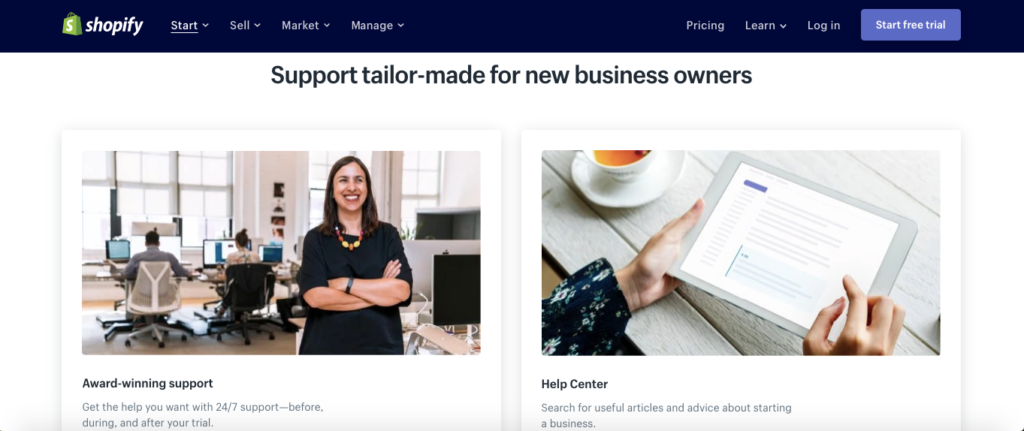 shopify
Start Sell Market Manage Pricing Learn Log in Start free trial
Support tailor-made for new business owners
Award-winning support
Get the help you want with 24/7 support—before,
during, and after your trial.
Help Center
Search for useful articles and advice about starting
a business.